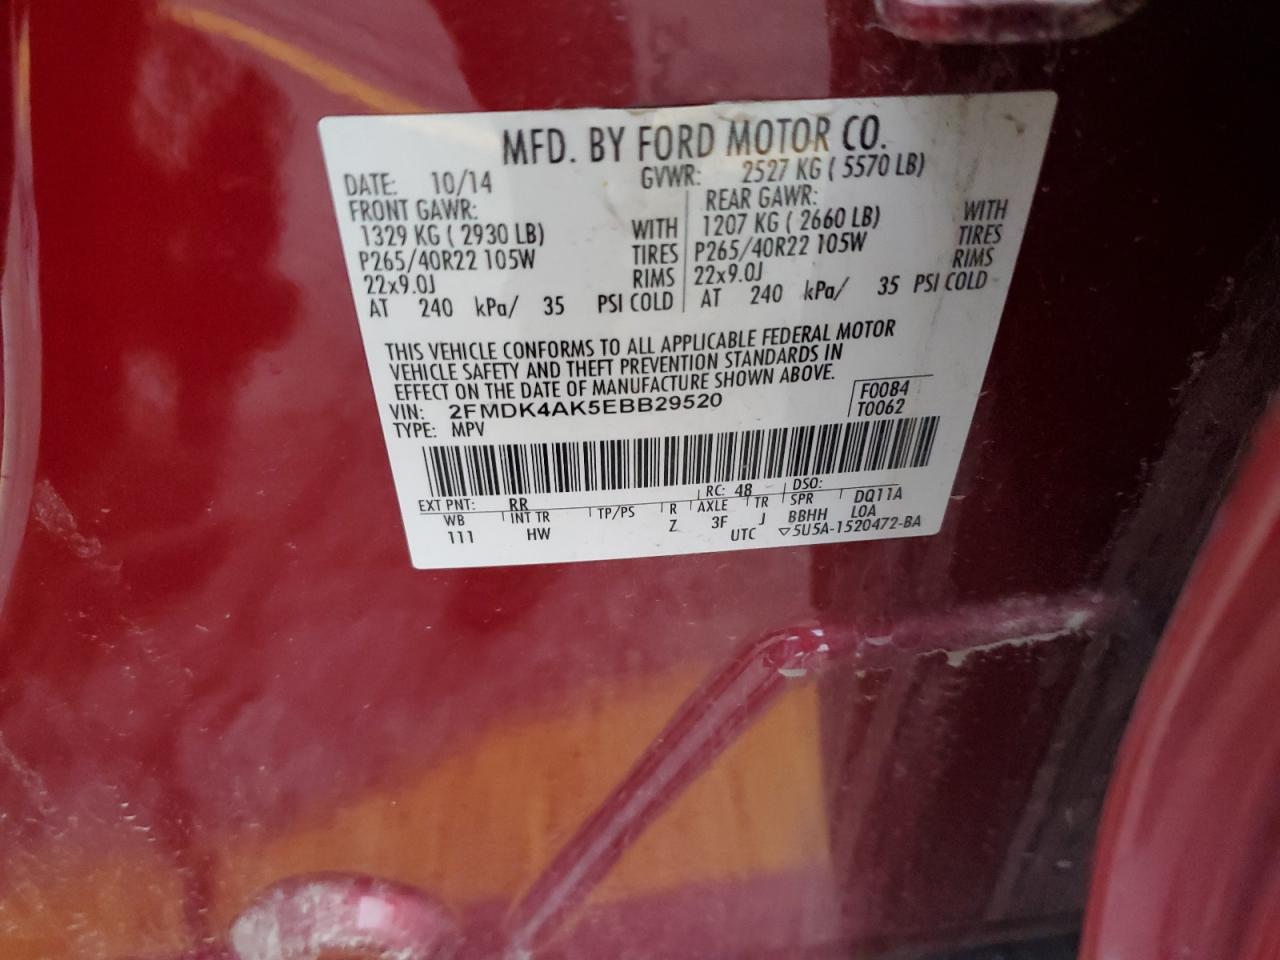 MFD. BY FORD MOTOR CO.
DATE: 10/14 GVWR: 2527 KG ( 5570 LB)
FRONT GAWR: REAR GAWR:
1329 KG ( 2930 LB) WITH 1207 KG ( 2660 LB) WITH
P265/40R22 105W TIRES P265/40R22 105W TIRES
22x9.0J RIMS 22x9.0J RIMS
AT 240 kPa/ 35 PSI COLD AT 240 kPa/ 35 PSI COLD
THIS VEHICLE CONFORMS TO ALL APPLICABLE FEDERAL MOTOR
VEHICLE SAFETY AND THEFT PREVENTION STANDARDS IN
EFFECT ON THE DATE OF MANUFACTURE SHOWN ABOVE.
VIN: 2FMDK4AK5EBB29520 F0084
TYPE: MPV T0062
EXT PNT: RR RC: 48 DSO:
WB INT TR TP/PS R AXLE TR SPR DQ11A
111 HW Z 3F J BBHH LOA
UTC ▽5U5A-1520472-BA